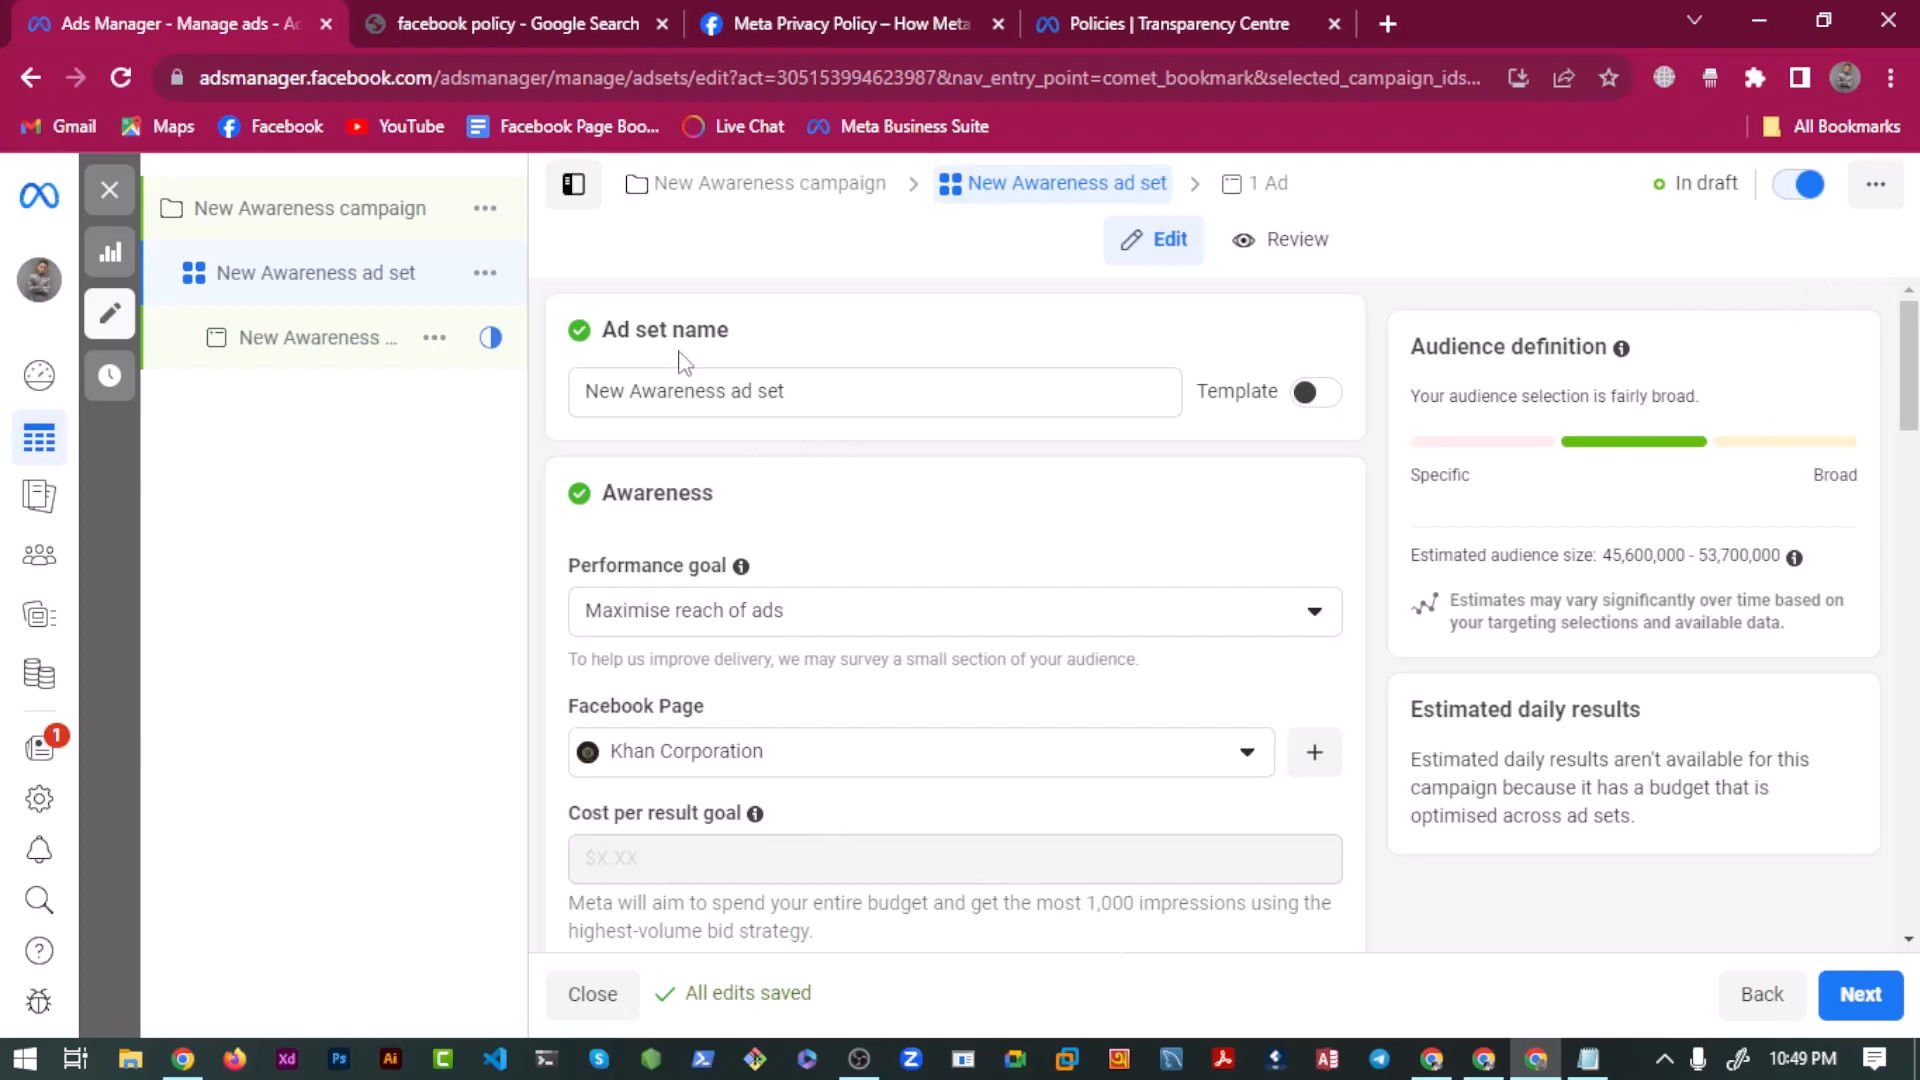 Ads Manager - Manage ads - Ad
facebook policy - Google Search
Meta Privacy Policy – How Meta
Policies | Transparency Centre
adsmanager.facebook.com/adsmanager/manage/adsets/edit?act=305153994623987&nav_entry_point=comet_bookmark&selected_campaign_ids...
Gmail
Maps
Facebook
YouTube
Facebook Page Boo...
Live Chat
Meta Business Suite
All Bookmarks
New Awareness campaign
New Awareness ad set
New Awareness ...
New Awareness campaign
New Awareness ad set
1 Ad
In draft
Edit
Review
Ad set name
New Awareness ad set
Template
Awareness
Performance goal
Maximise reach of ads
To help us improve delivery, we may survey a small section of your audience.
Facebook Page
Khan Corporation
Cost per result goal
$X.XX
Meta will aim to spend your entire budget and get the most 1,000 impressions using the
highest-volume bid strategy.
Audience definition
Your audience selection is fairly broad.
Specific
Broad
Estimated audience size: 45,600,000 - 53,700,000
Estimates may vary significantly over time based on
your targeting selections and available data.
Estimated daily results
Estimated daily results aren't available for this
campaign because it has a budget that is
optimised across ad sets.
1
Close
All edits saved
Back
Next
Xd
Ps
Ai
10:49 PM